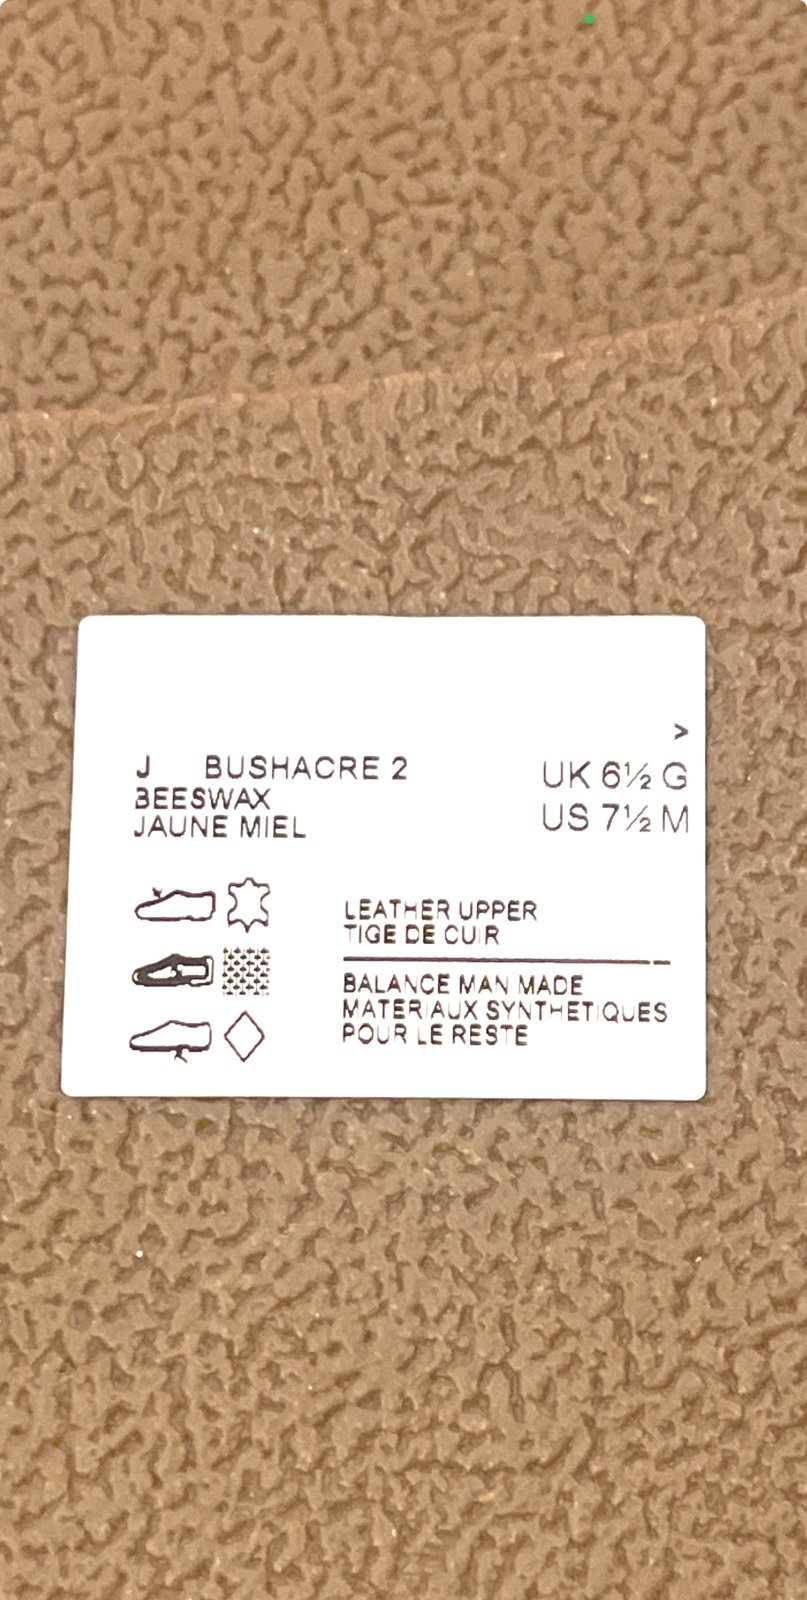 >
J BUSHACRE 2
UK 6½ G
BEESWAX
US 7½ M
JAUNE MIEL
LEATHER UPPER
TIGE DE CUIR
BALANCE MAN MADE
MATERIAUX SYNTHETIQUES
POUR LE RESTE